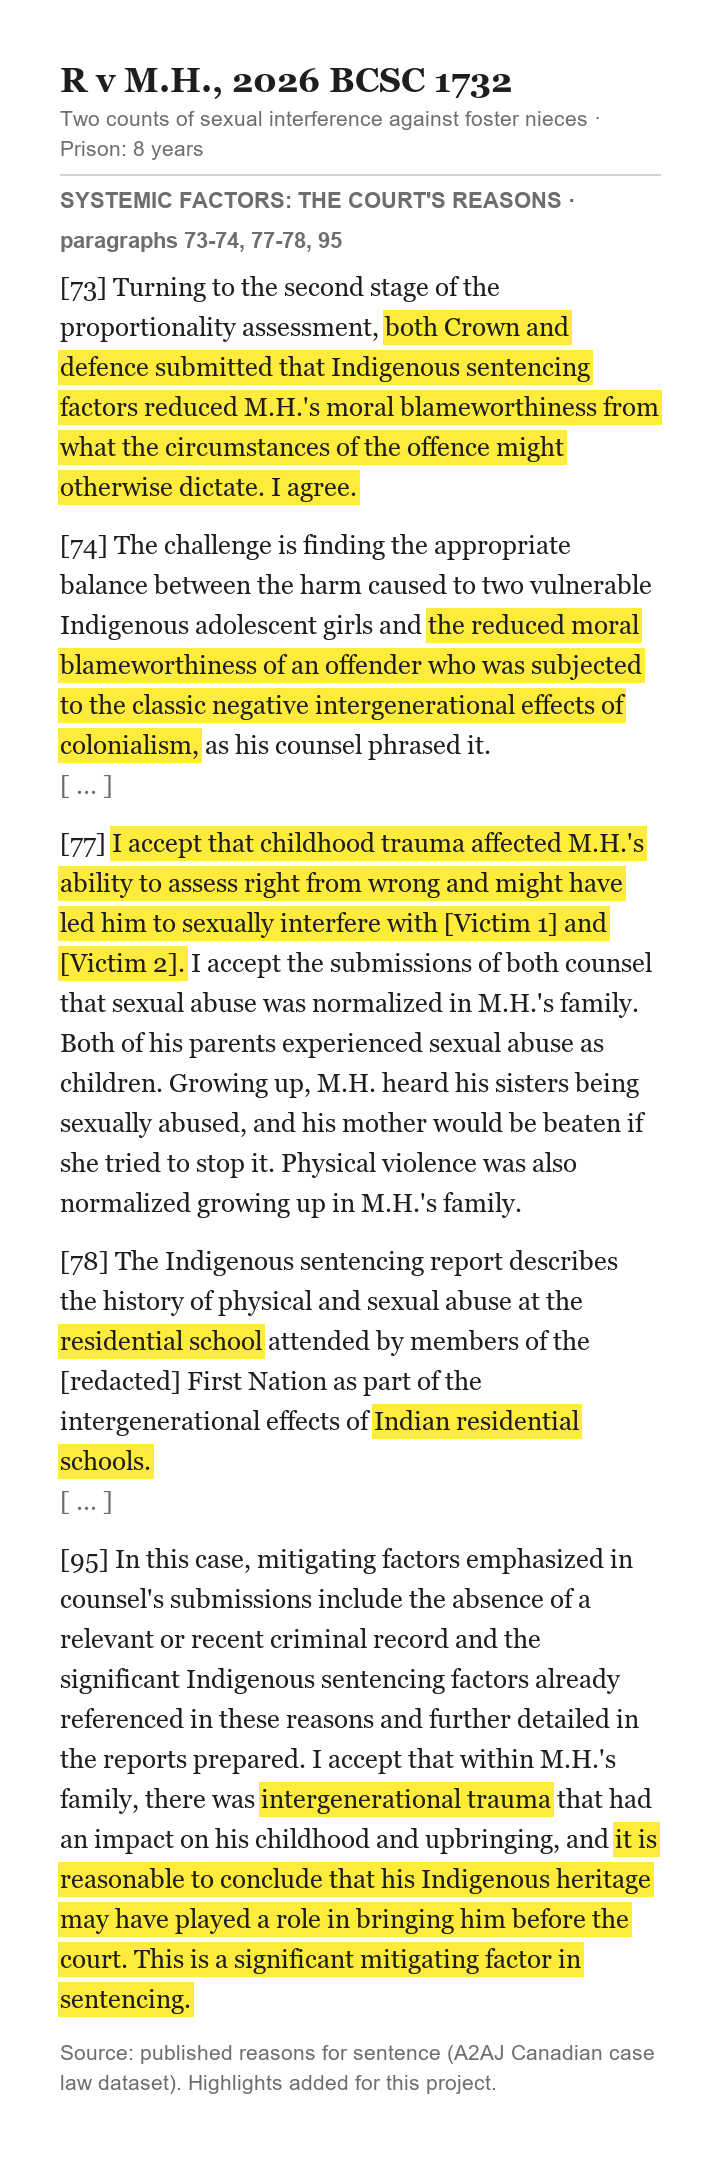 R v M.H., 2026 BCSC 1732
Two counts of sexual interference against foster nieces ·
Prison: 8 years
SYSTEMIC FACTORS: THE COURT'S REASONS ·
paragraphs 73-74, 77-78, 95
[73] Turning to the second stage of the
proportionality assessment, both Crown and
defence submitted that Indigenous sentencing
factors reduced M.H.'s moral blameworthiness from
what the circumstances of the offence might
otherwise dictate. I agree.
[74] The challenge is finding the appropriate
balance between the harm caused to two vulnerable
Indigenous adolescent girls and the reduced moral
blameworthiness of an offender who was subjected
to the classic negative intergenerational effects of
colonialism, as his counsel phrased it.
[ ... ]
[77] I accept that childhood trauma affected M.H.'s
ability to assess right from wrong and might have
led him to sexually interfere with [Victim 1] and
[Victim 2]. I accept the submissions of both counsel
that sexual abuse was normalized in M.H.'s family.
Both of his parents experienced sexual abuse as
children. Growing up, M.H. heard his sisters being
sexually abused, and his mother would be beaten if
she tried to stop it. Physical violence was also
normalized growing up in M.H.'s family.
[78] The Indigenous sentencing report describes
the history of physical and sexual abuse at the
residential school attended by members of the
[redacted] First Nation as part of the
intergenerational effects of Indian residential
schools.
[ ... ]
[95] In this case, mitigating factors emphasized in
counsel's submissions include the absence of a
relevant or recent criminal record and the
significant Indigenous sentencing factors already
referenced in these reasons and further detailed in
the reports prepared. I accept that within M.H.'s
family, there was intergenerational trauma that had
an impact on his childhood and upbringing, and it is
reasonable to conclude that his Indigenous heritage
may have played a role in bringing him before the
court. This is a significant mitigating factor in
sentencing.
Source: published reasons for sentence (A2AJ Canadian case
law dataset). Highlights added for this project.